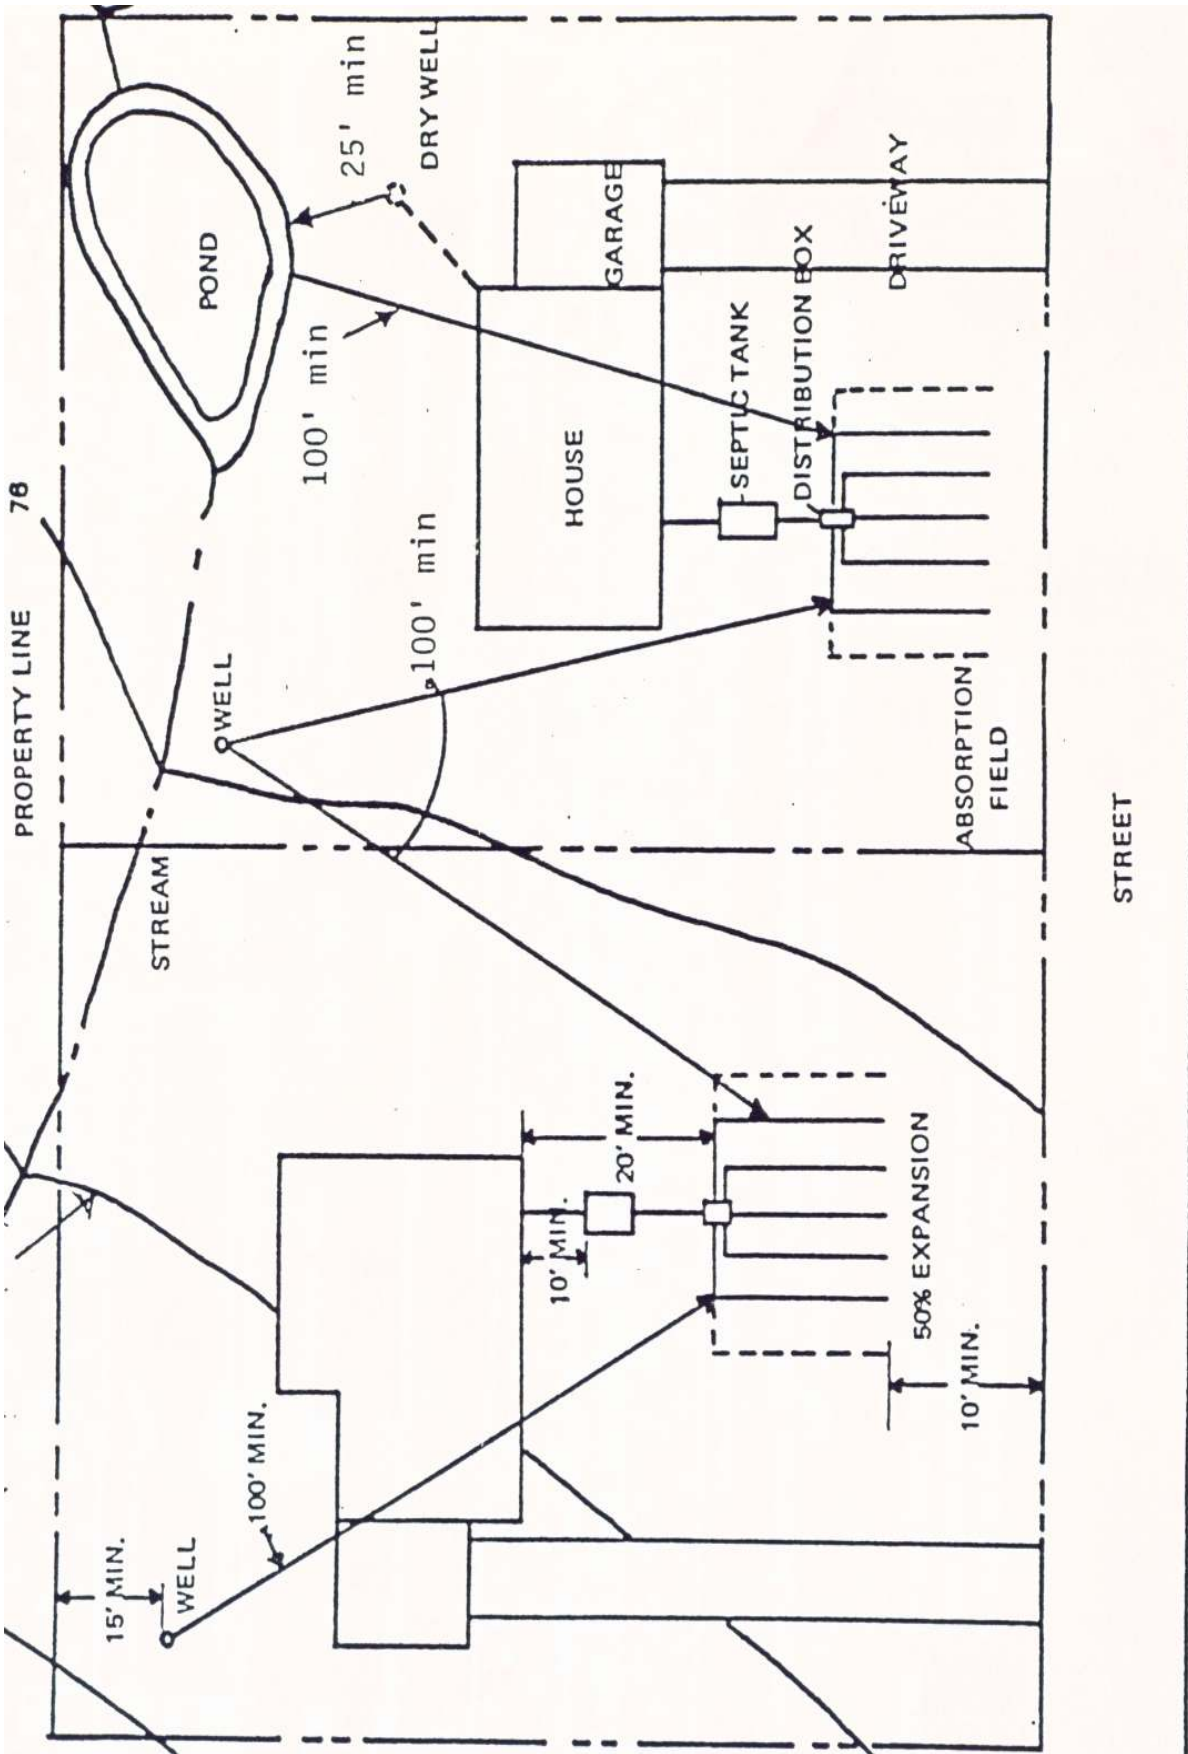 PROPERTY LINE
76
POND
25' min
DRY WELL
100' min
GARAGE
HOUSE
DRIVEWAY
SEPTIC TANK
DISTRIBUTION BOX
WELL
100' min
ABSORPTION
FIELD
STREAM
STREET
15' MIN.
WELL
100' MIN.
10' MIN.
20' MIN.
50% EXPANSION
10' MIN.